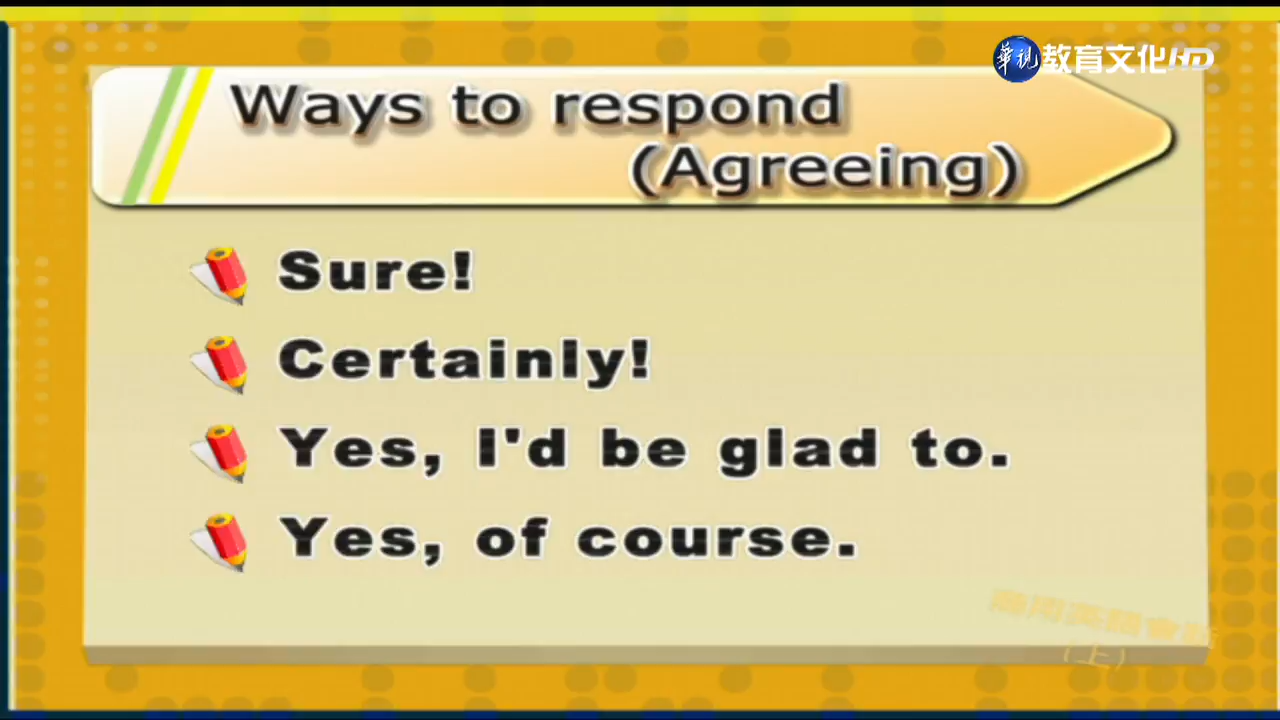 華視 教育文化HD
Ways to respond
(Agreeing)
Sure!
Certainly!
Yes, I'd be glad to.
Yes, of course.
(上)